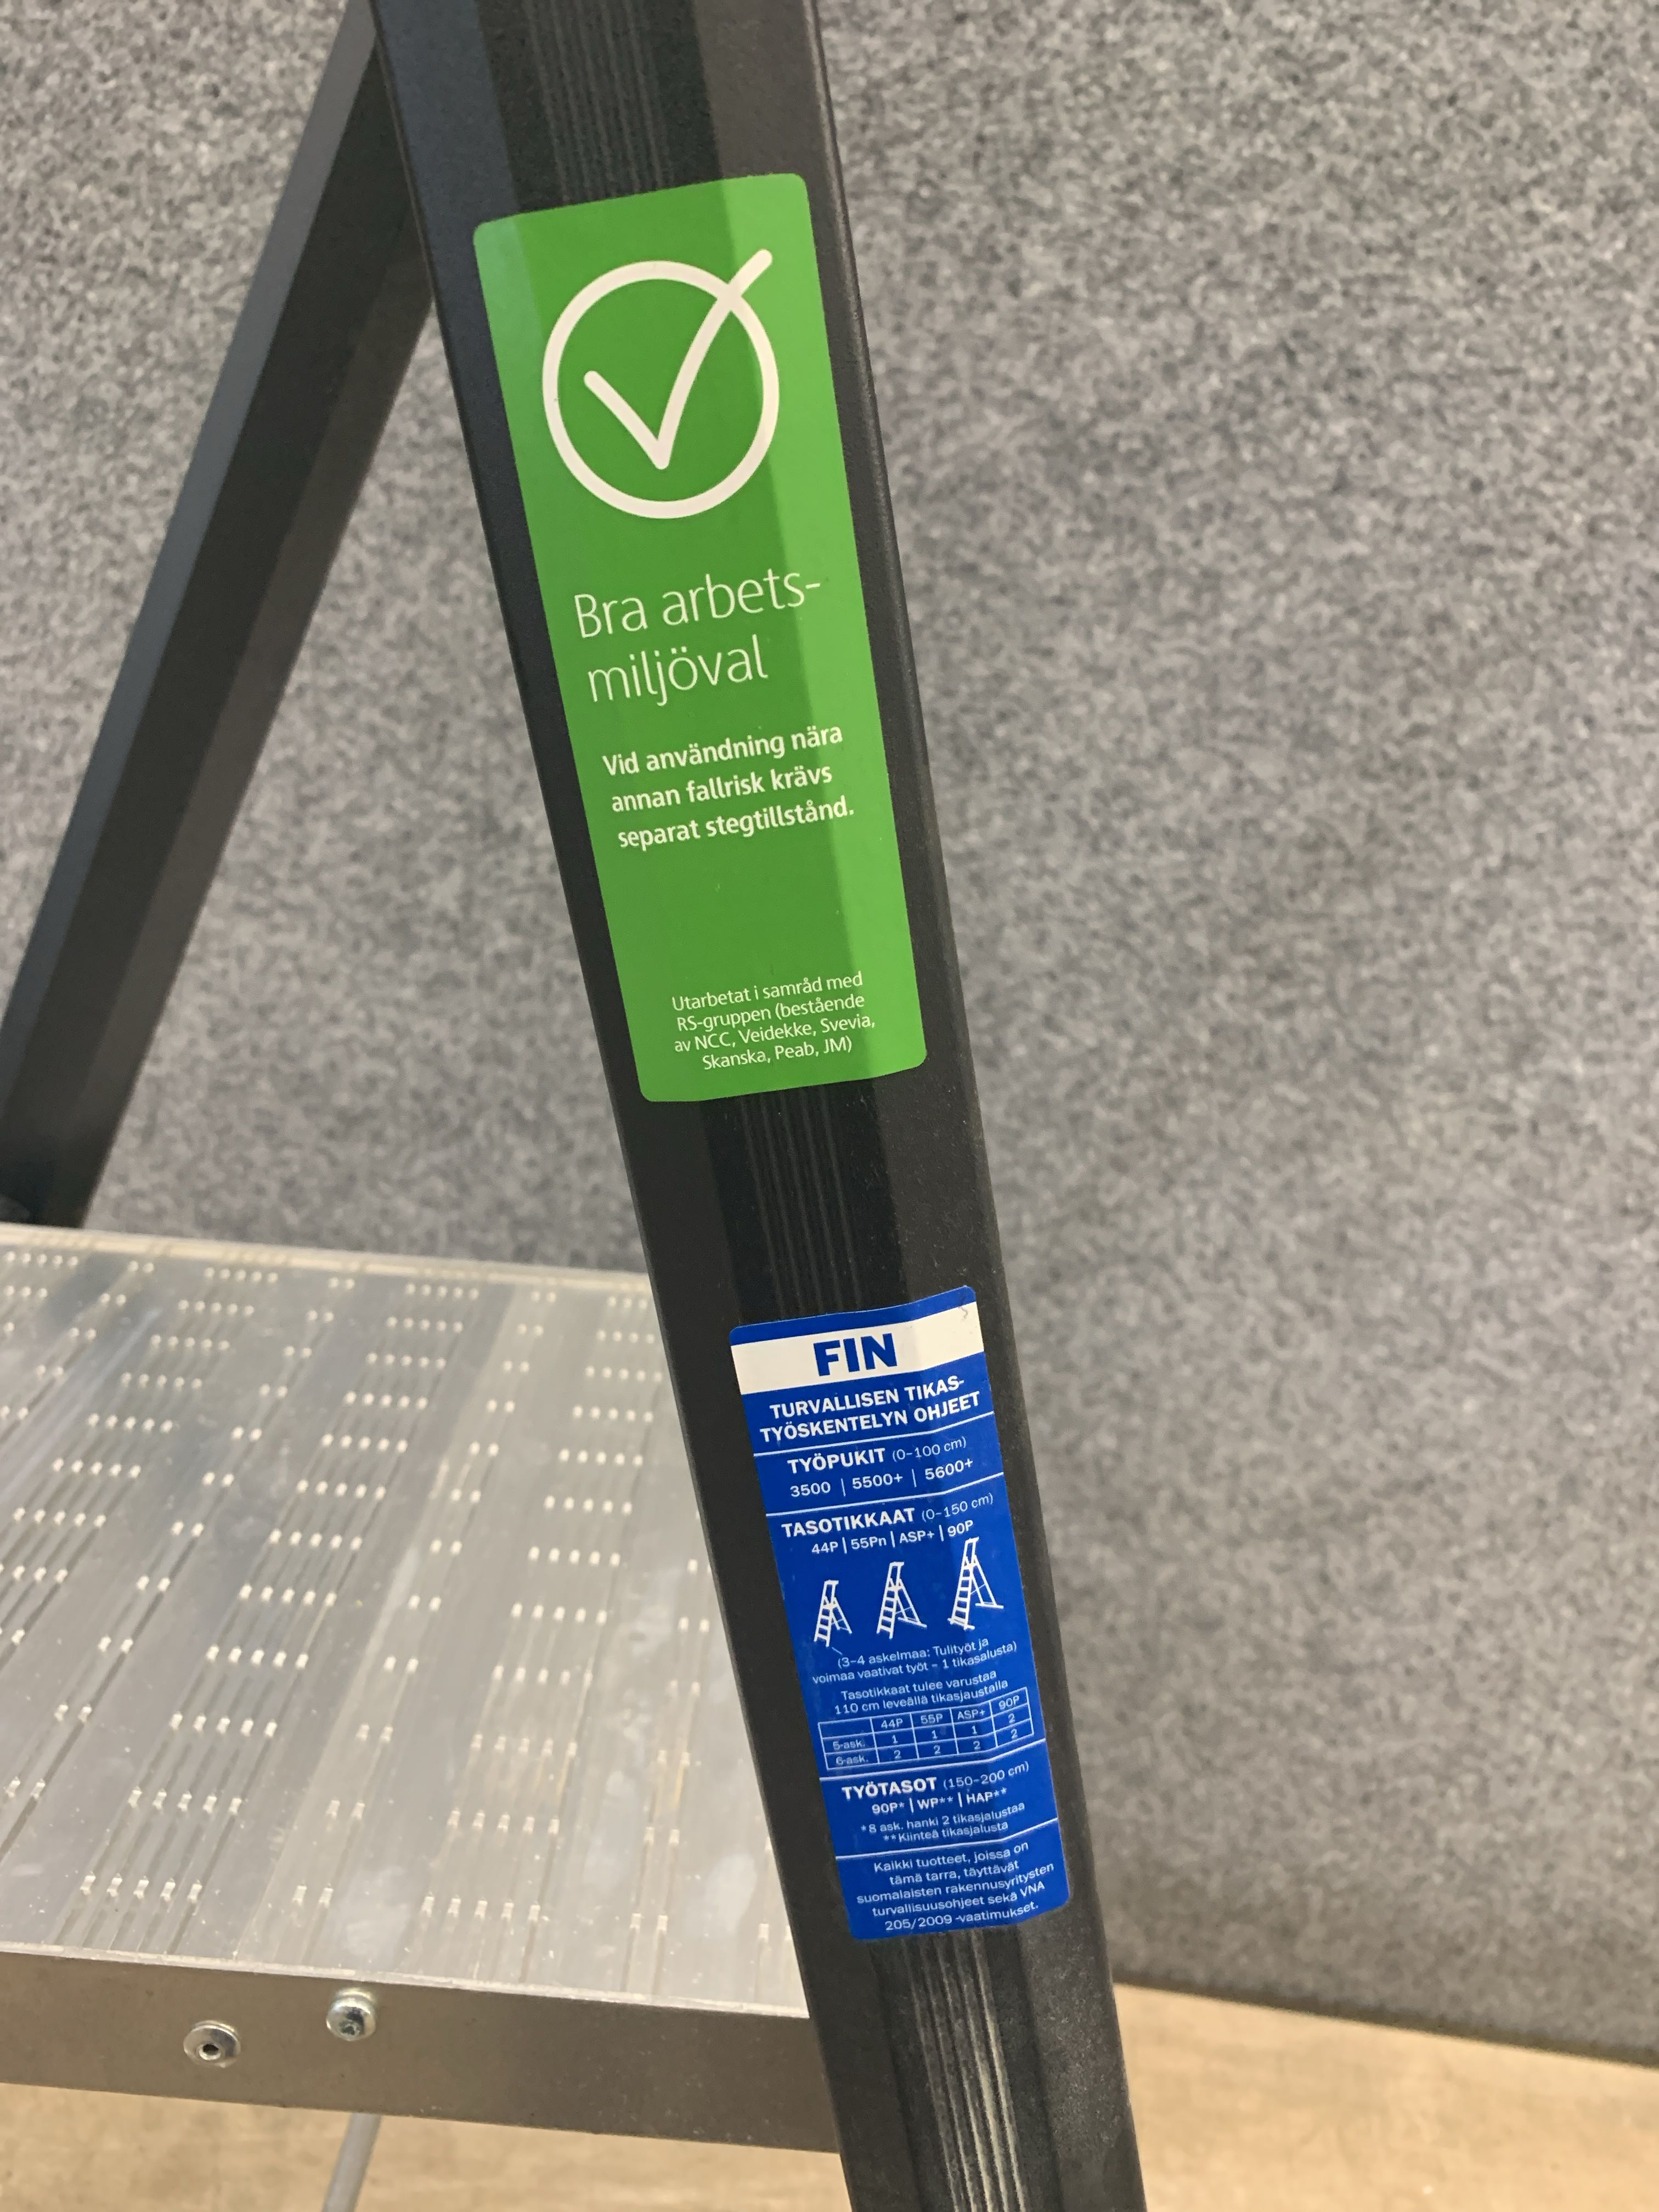 Bra arbets-
miljöval
Vid användning nära
annan fallrisk krävs
separat stegtillstånd.
Utarbetat i samråd med
RS-gruppen (bestående
av NCC, Veidekke, Svevia,
Skanska, Peab, JM)
FIN
TURVALLISEN TIKAS-
TYÖSKENTELYN OHJEET
TYÖPUKIT (0–100 cm)
3500 | 5500+ | 5600+
TASOTIKKAAT (0–150 cm)
44P | 55Pn | ASP+ | 90P
(3–4 askelmaa: Tulityöt ja
voimaa vaativat työt – 1 tikasalusta)
Tasotikkaat tulee varustaa
110 cm leveällä tikasjaustalla
44P 55P ASP+ 90P
5-ask. 1 1 1 2
6-ask. 2 2 2 2
TYÖTASOT (150–200 cm)
90P* | WP** | HAP**
*8 ask. hanki 2 tikasjalustaa
**Kiinteä tikasjalusta
Kaikki tuotteet, joissa on
tämä tarra, täyttävät
suomalaisten rakennusyritysten
turvallisuusohjeet sekä VNA
205/2009 -vaatimukset.